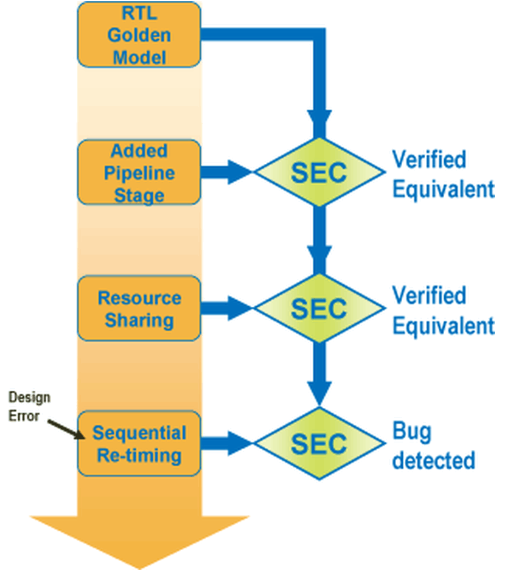 RTL
Golden
Model
Added
Pipeline
Stage
SEC
Verified
Equivalent
Resource
Sharing
SEC
Verified
Equivalent
Design
Error
Sequential
Re-timing
SEC
Bug
detected